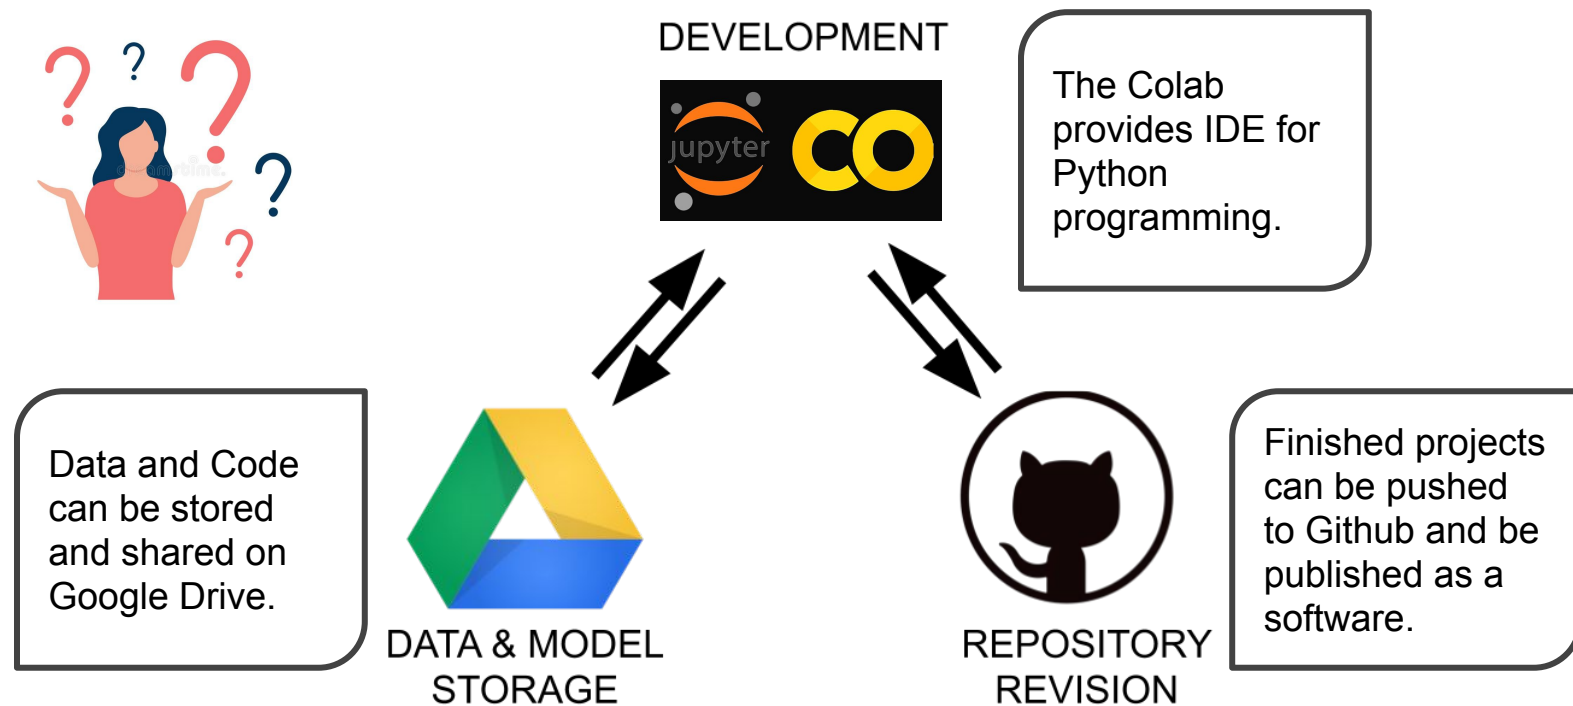 DEVELOPMENT
jupyter
CO
The Colab
provides IDE for
Python
programming.
Data and Code
can be stored
and shared on
Google Drive.
Finished projects
can be pushed
to Github and be
published as a
software.
DATA & MODEL
STORAGE
REPOSITORY
REVISION